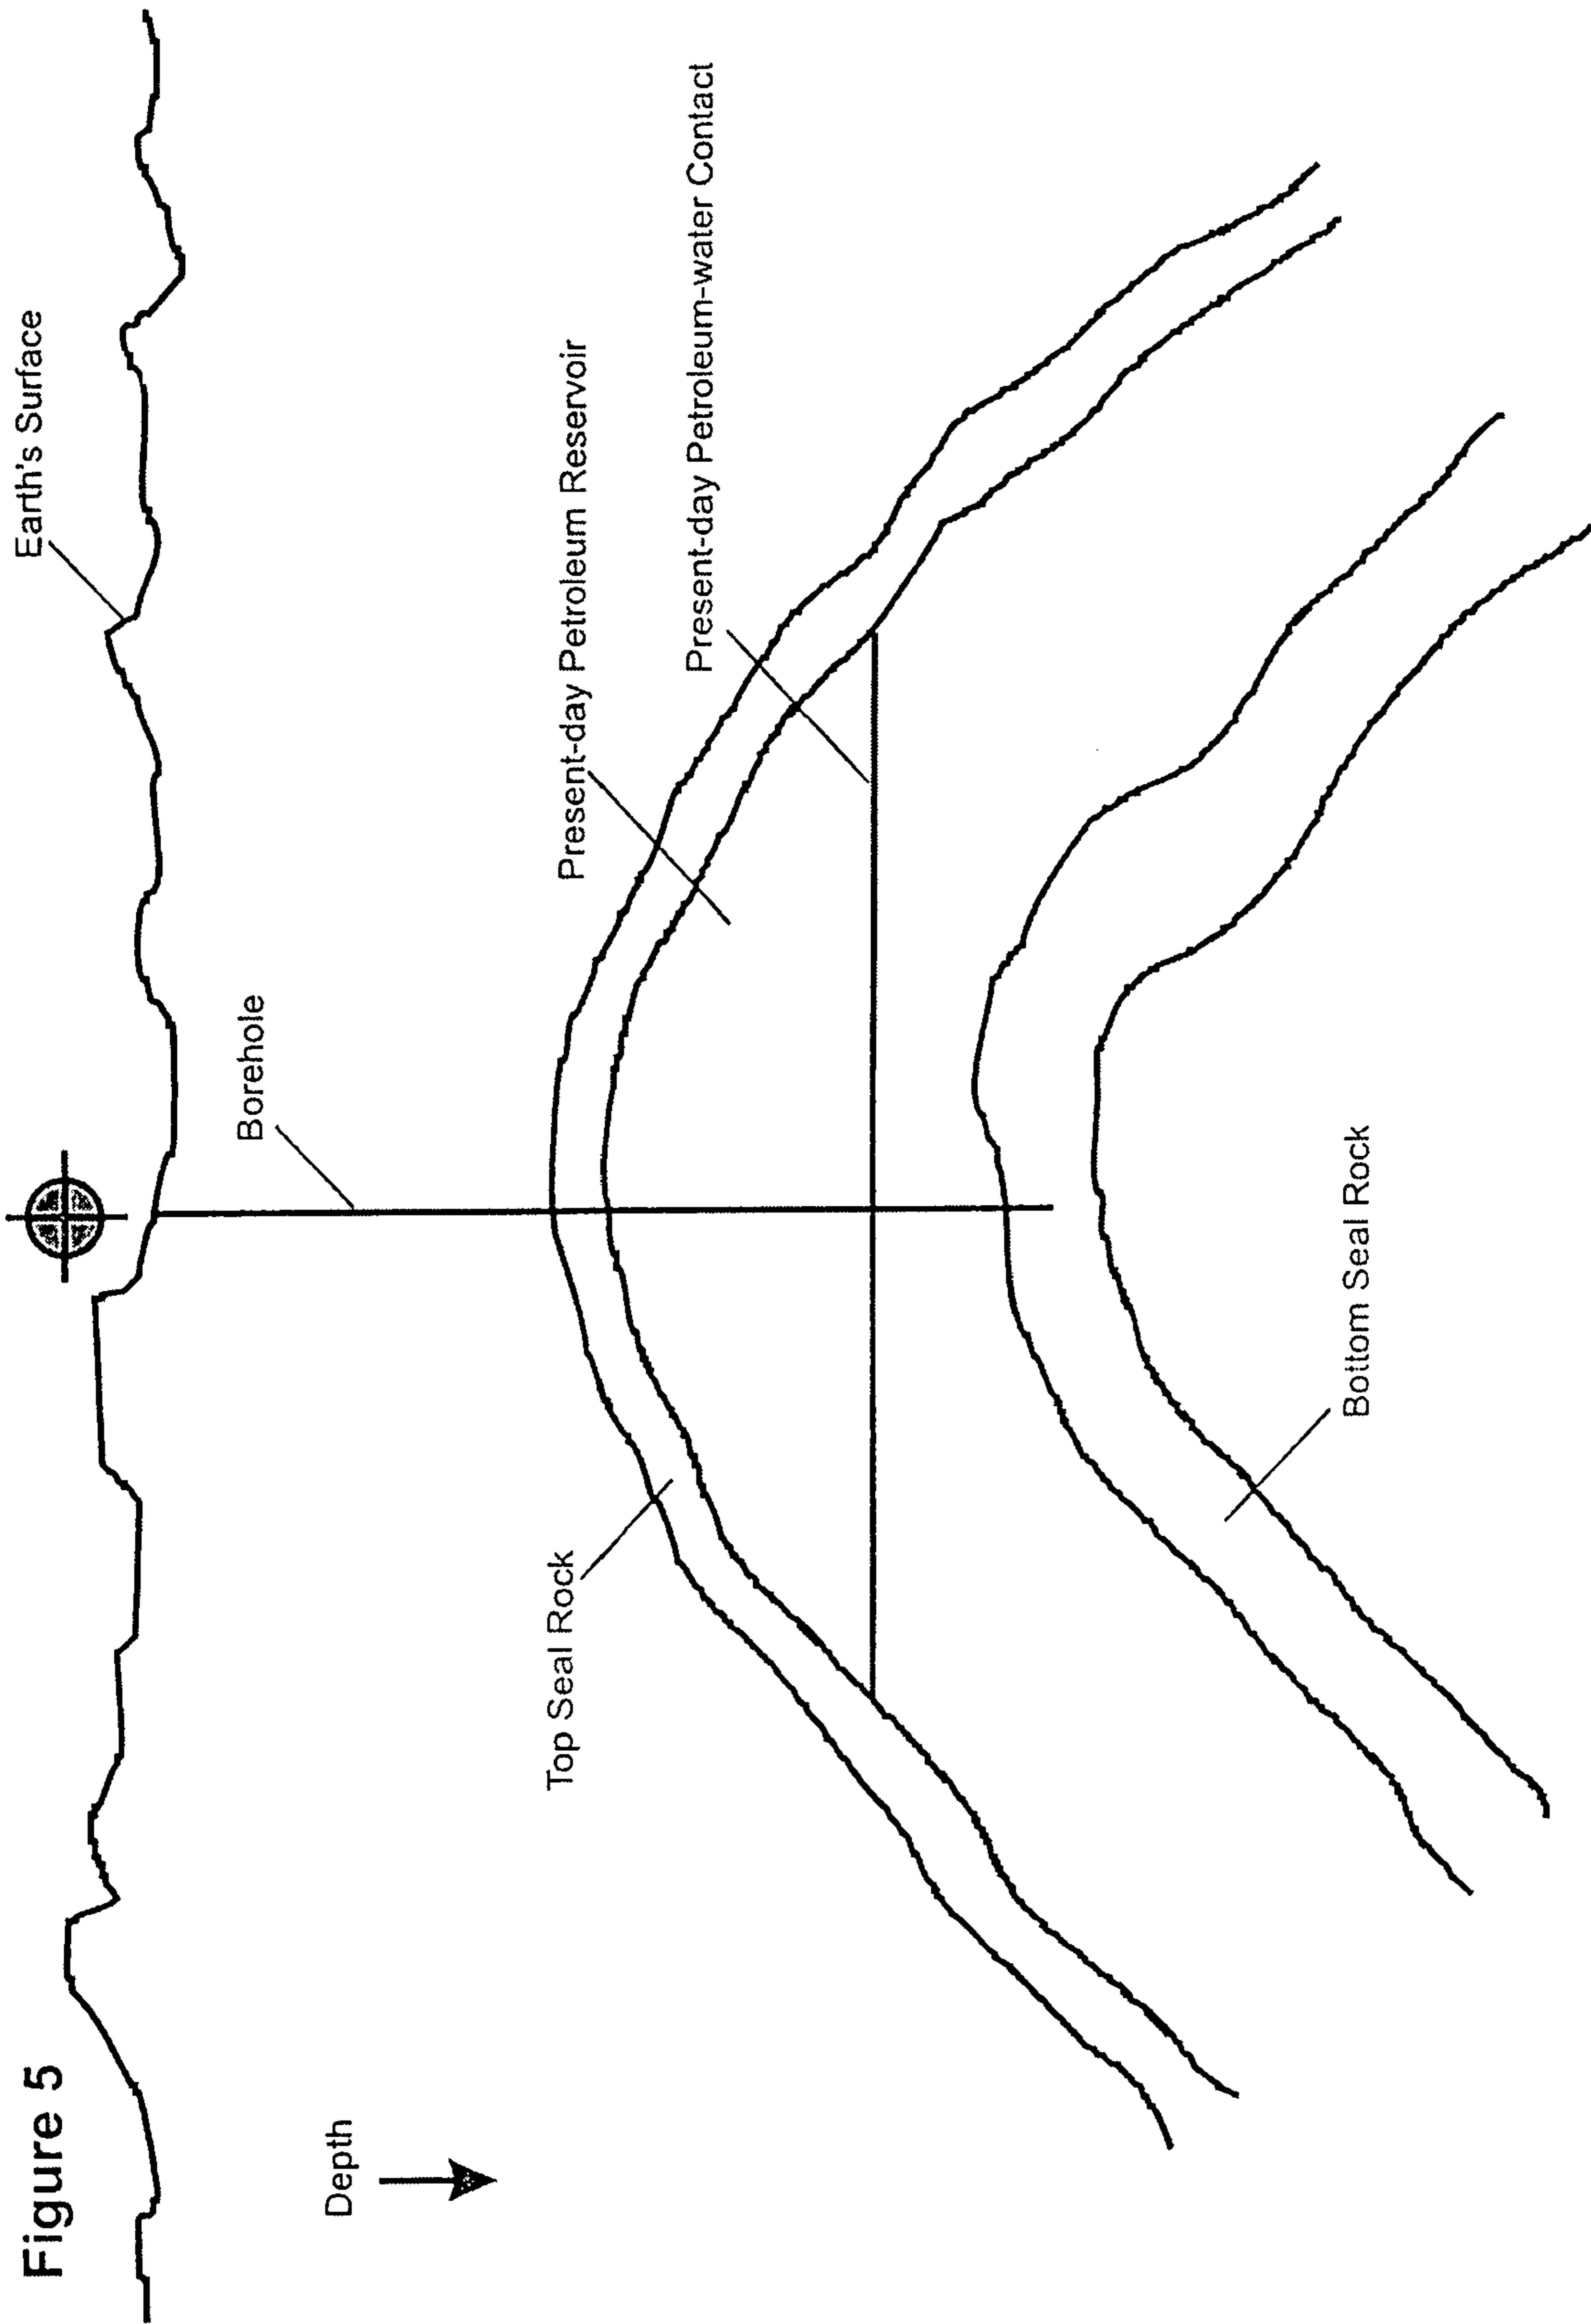 Figure 5
Earth's Surface
Depth
Borehole
Top Seal Rock
Present-day Petroleum Reservoir
Present-day Petroleum-water Contact
Bottom Seal Rock